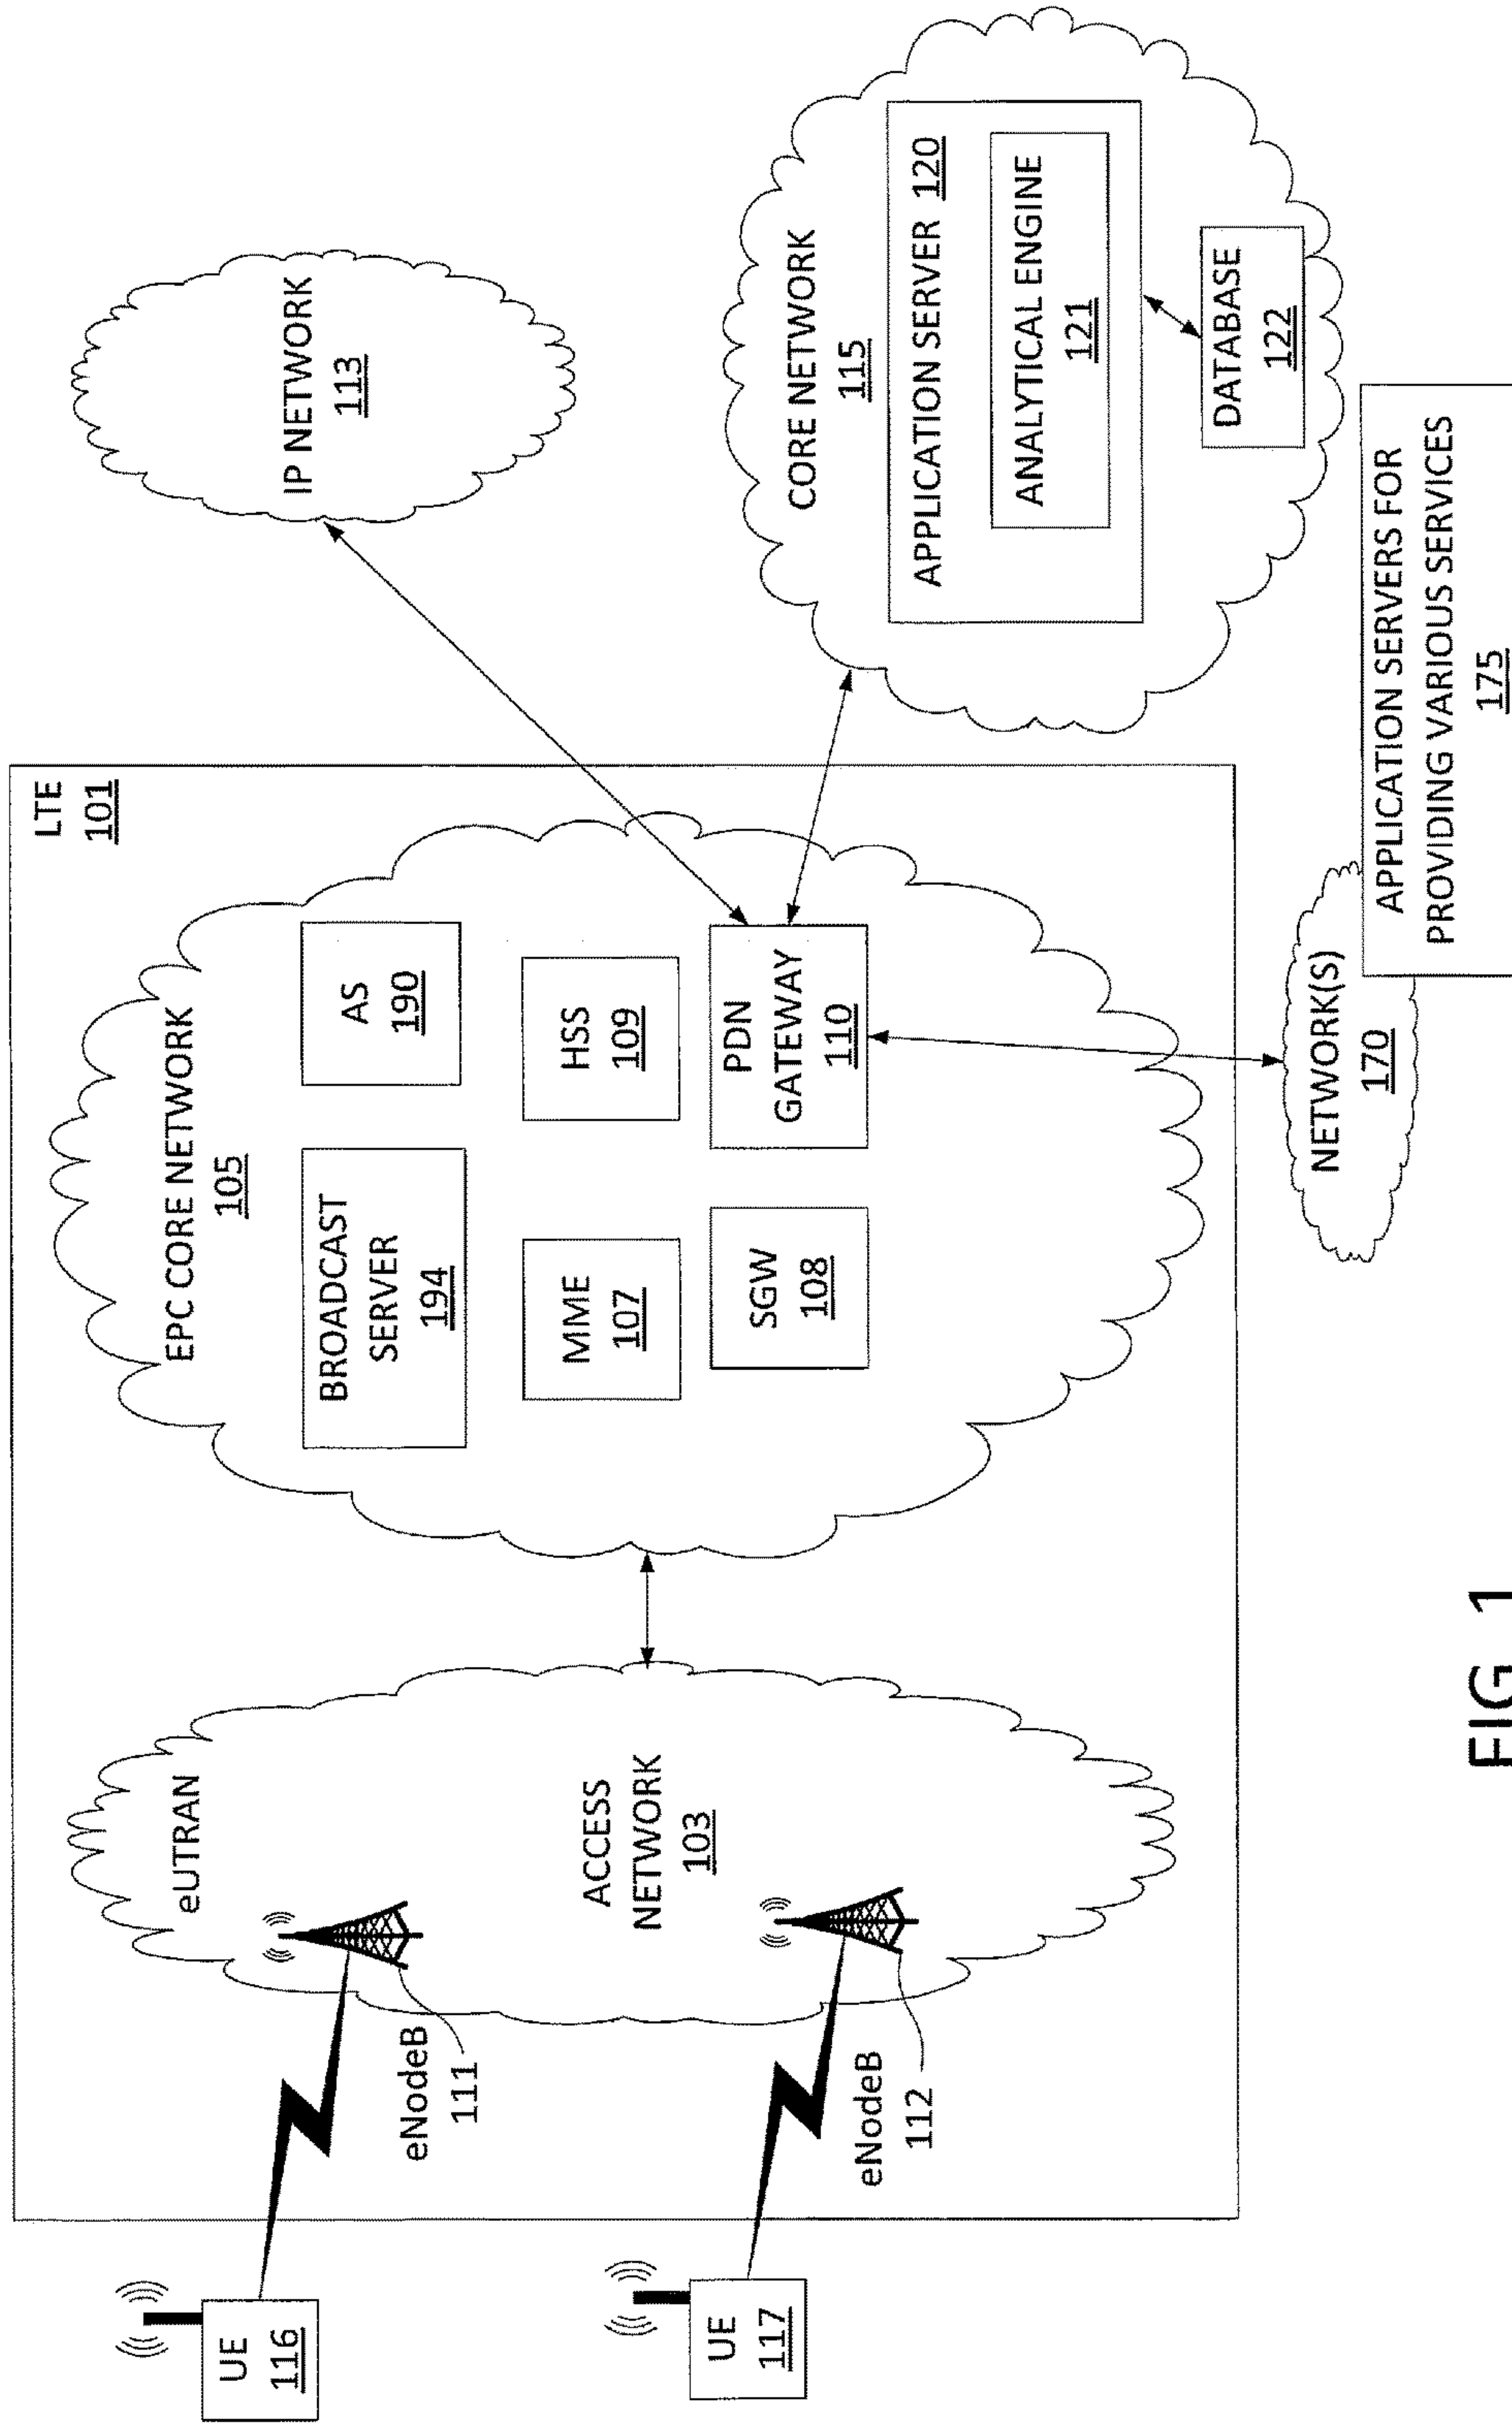 LTE
101
UE
116
UE
117
eNodeB
111
eNodeB
112
eUTRAN
ACCESS
NETWORK
103
EPC CORE NETWORK
105
BROADCAST
SERVER
194
AS
190
MME
107
HSS
109
SGW
108
PDN
GATEWAY
110
IP NETWORK
113
CORE NETWORK
115
APPLICATION SERVER 120
ANALYTICAL ENGINE
121
DATABASE
122
NETWORK(S)
170
APPLICATION SERVERS FOR
PROVIDING VARIOUS SERVICES
175
FIG. 1